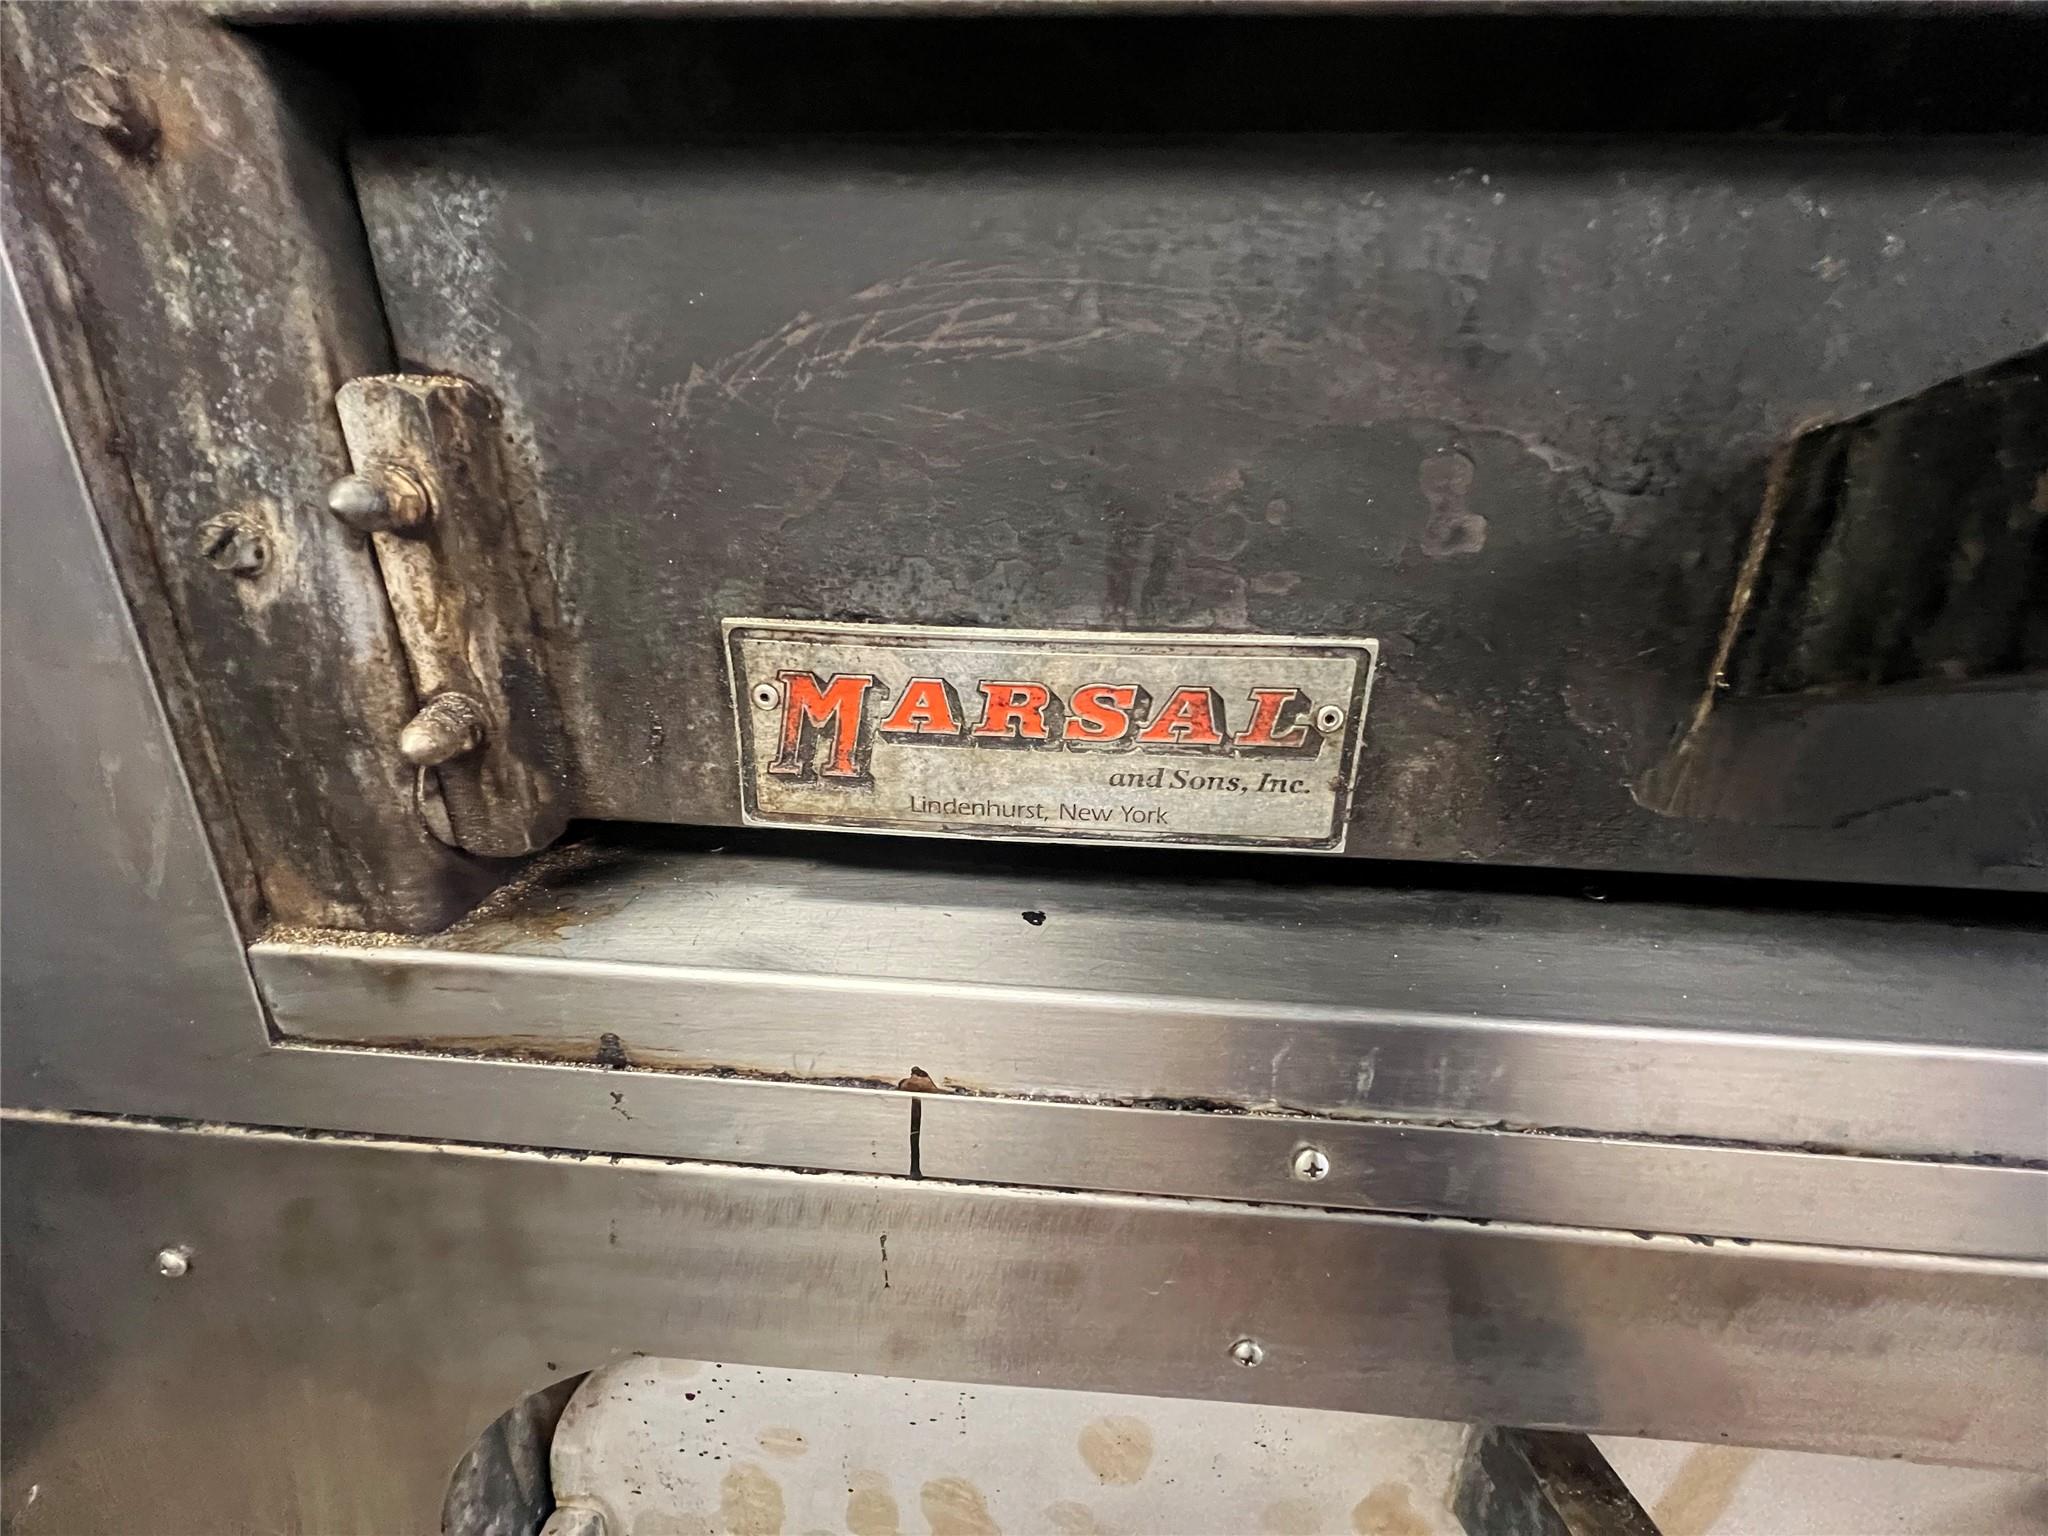 MARSAL
and Sons, Inc.
Lindenhurst, New York